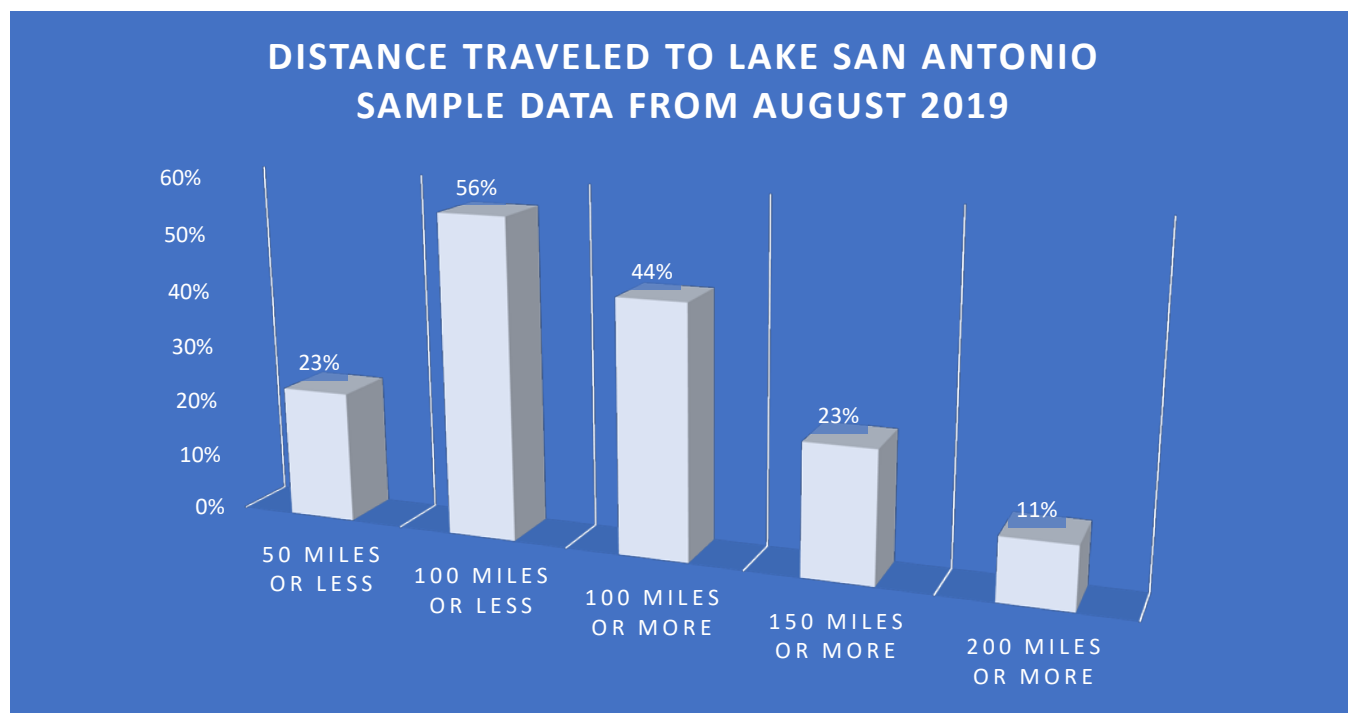 DISTANCE TRAVELED TO LAKE SAN ANTONIO
SAMPLE DATA FROM AUGUST 2019
60%
50%
40%
30%
20%
10%
0%
23%
56%
44%
23%
11%
50 MILES
OR LESS
100 MILES
OR LESS
100 MILES
OR MORE
150 MILES
OR MORE
200 MILES
OR MORE